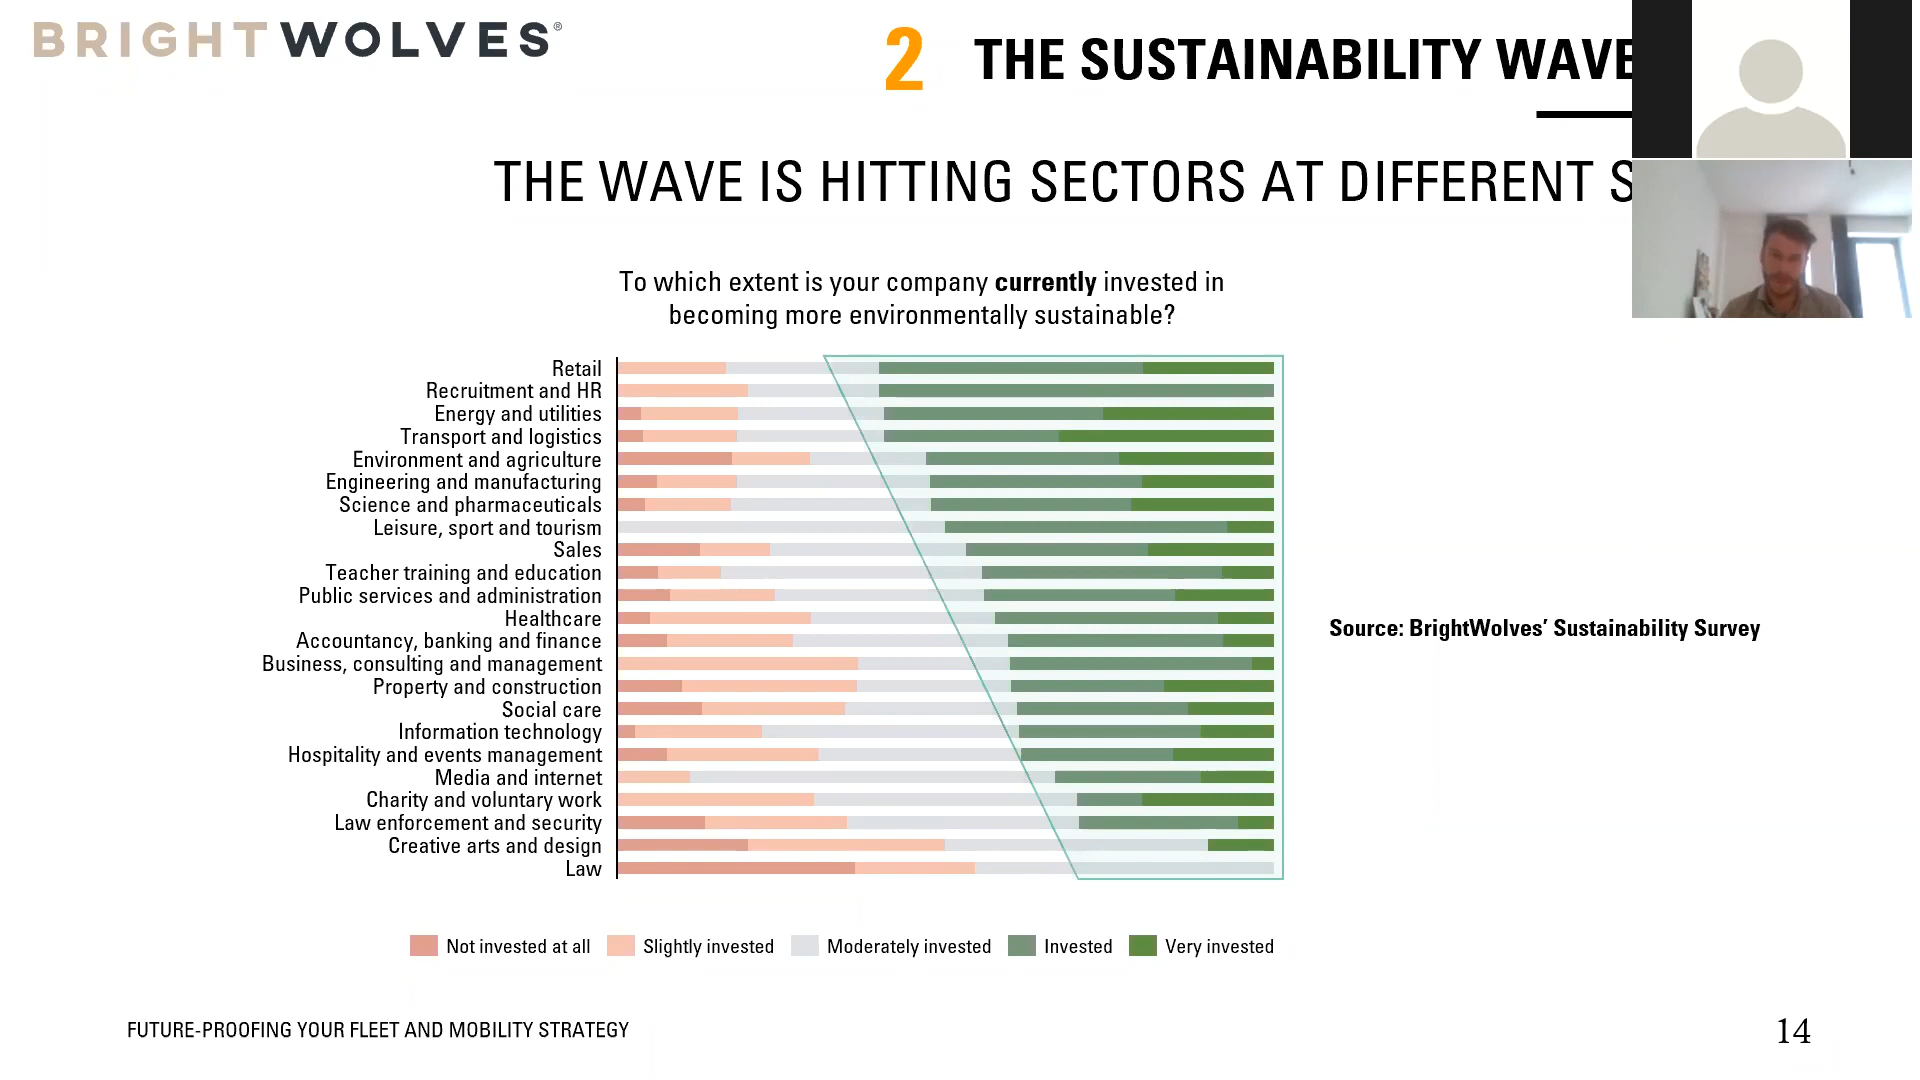 BRIGHTWOLVES®
2 THE SUSTAINABILITY WAVE
THE WAVE IS HITTING SECTORS AT DIFFERENT S
To which extent is your company currently invested in
becoming more environmentally sustainable?
Retail
Recruitment and HR
Energy and utilities
Transport and logistics
Environment and agriculture
Engineering and manufacturing
Science and pharmaceuticals
Leisure, sport and tourism
Sales
Teacher training and education
Public services and administration
Healthcare
Accountancy, banking and finance
Business, consulting and management
Property and construction
Social care
Information technology
Hospitality and events management
Media and internet
Charity and voluntary work
Law enforcement and security
Creative arts and design
Law
Source: BrightWolves’ Sustainability Survey
Not invested at all Slightly invested Moderately invested Invested Very invested
FUTURE-PROOFING YOUR FLEET AND MOBILITY STRATEGY
14